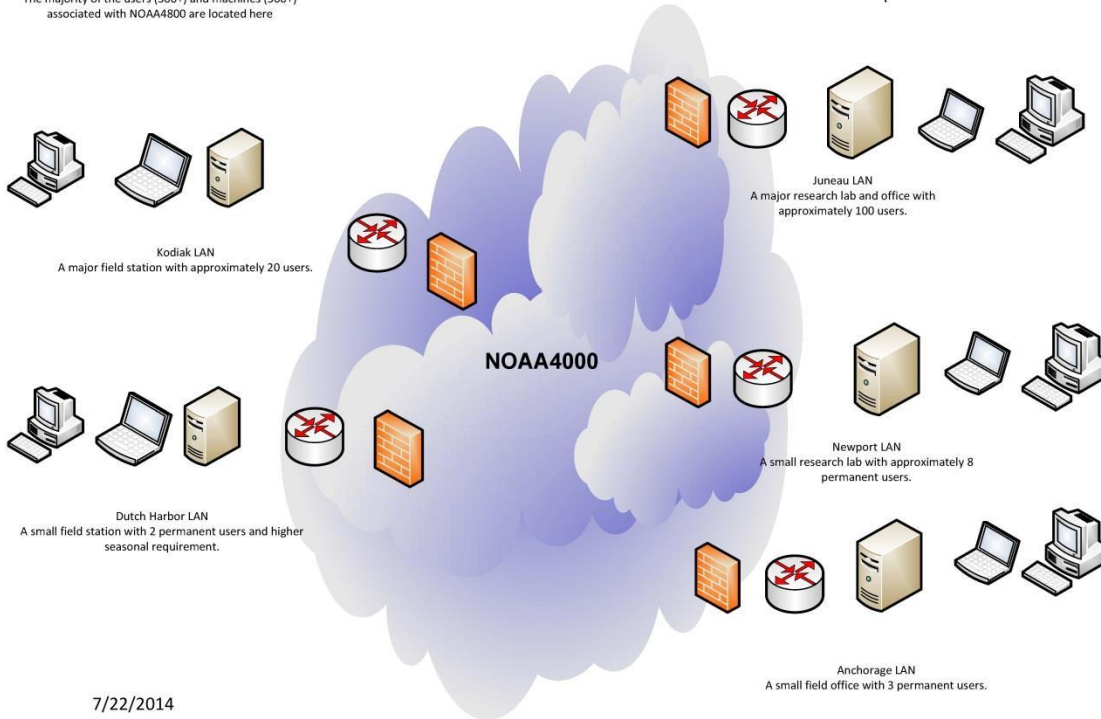 The majority of the users (300+) and machines (500+)
associated with NOAA4800 are located here
Juneau LAN
A major research lab and office with
approximately 100 users.
Kodiak LAN
A major field station with approximately 20 users.
NOAA4000
Newport LAN
A small research lab with approximately 8
permanent users.
Dutch Harbor LAN
A small field station with 2 permanent users and higher
seasonal requirement.
Anchorage LAN
A small field office with 3 permanent users.
7/22/2014